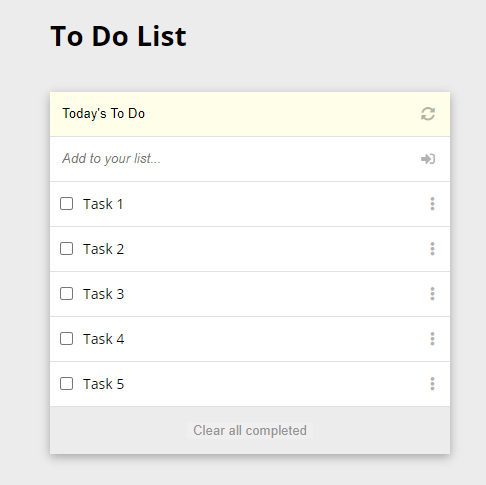 To Do List
Today's To Do
Add to your list...
Task 1
Task 2
Task 3
Task 4
Task 5
Clear all completed